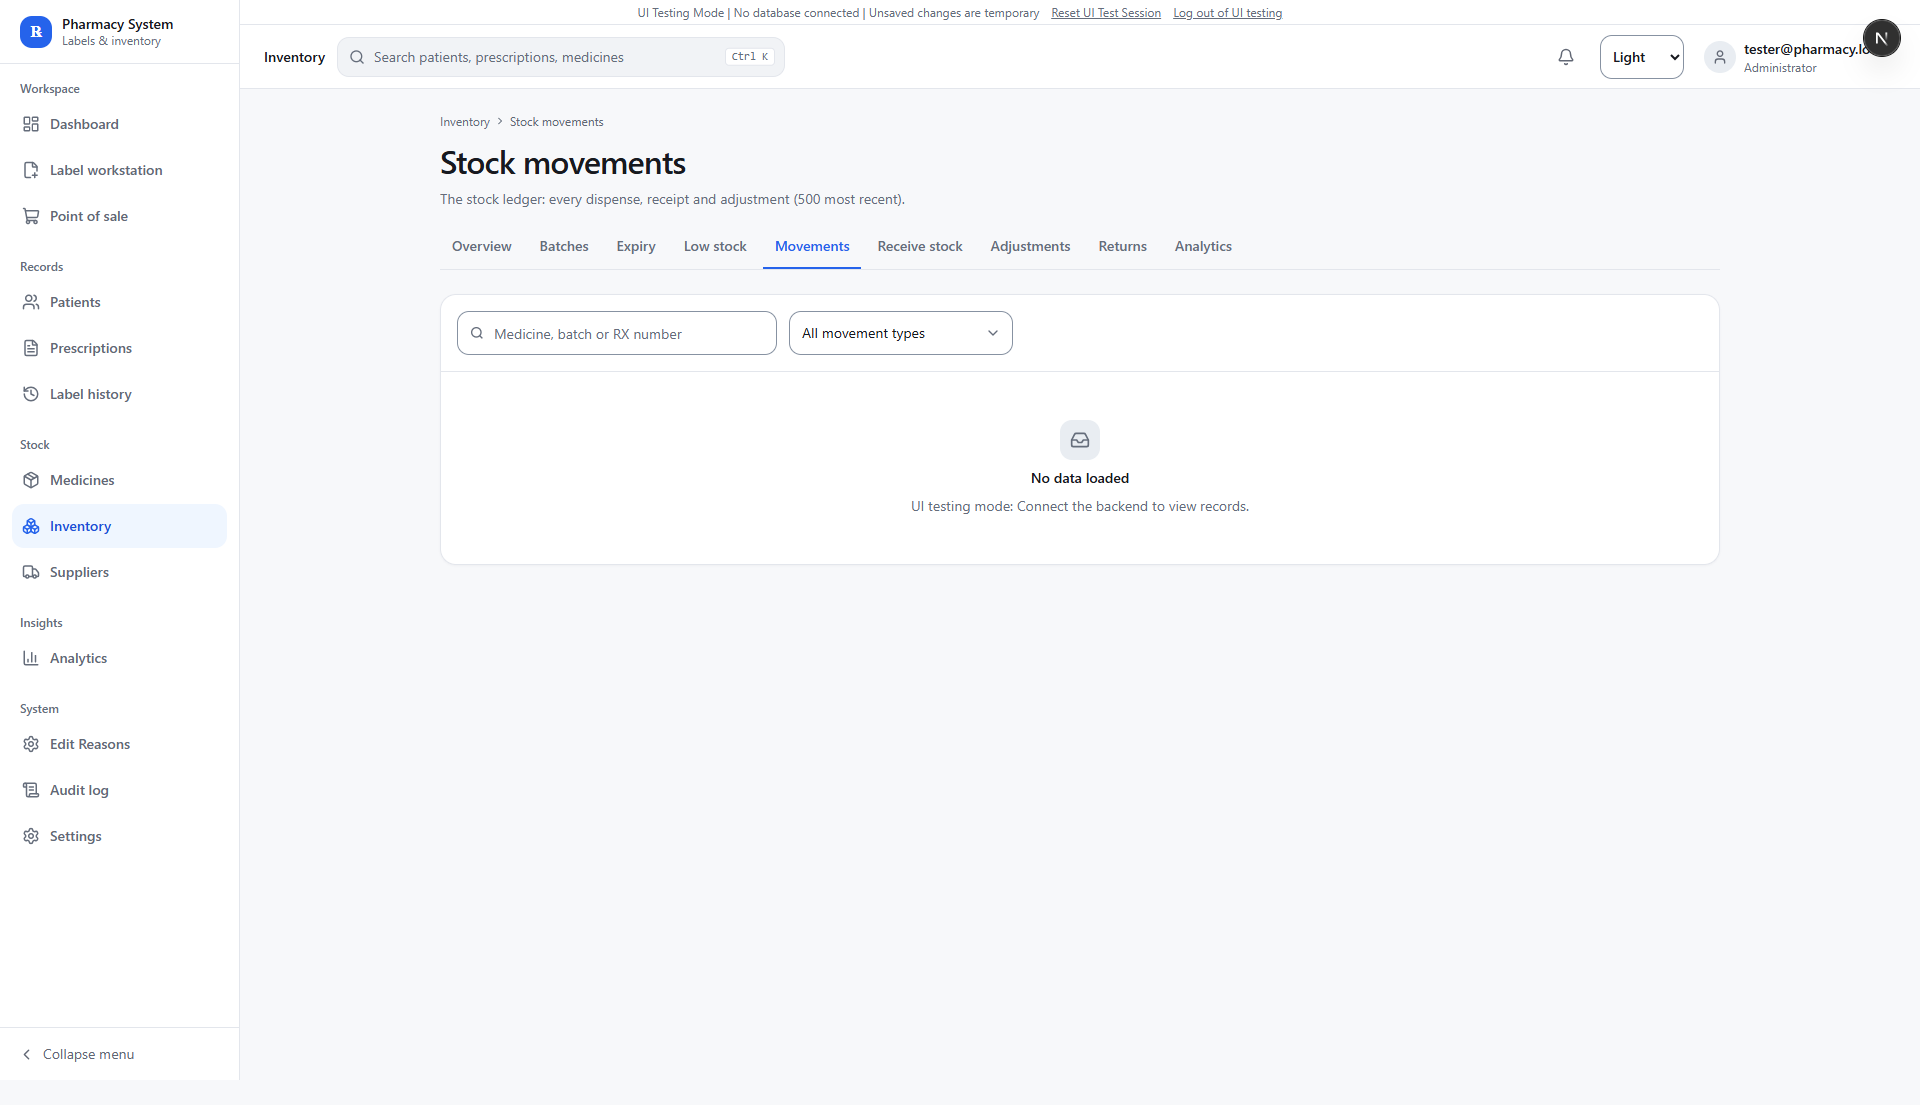 UI Testing Mode | No database connected | Unsaved changes are temporary Reset UI Test Session Log out of UI testing
Pharmacy System
Labels & inventory
Inventory
Search patients, prescriptions, medicines
Ctrl K
Light
tester@pharmacy.lo
Administrator
N
Workspace
Dashboard
Label workstation
Point of sale
Records
Patients
Prescriptions
Label history
Stock
Medicines
Inventory
Suppliers
Insights
Analytics
System
Edit Reasons
Audit log
Settings
Collapse menu
Inventory > Stock movements
Stock movements
The stock ledger: every dispense, receipt and adjustment (500 most recent).
Overview Batches Expiry Low stock Movements Receive stock Adjustments Returns Analytics
Medicine, batch or RX number
All movement types
No data loaded
UI testing mode: Connect the backend to view records.